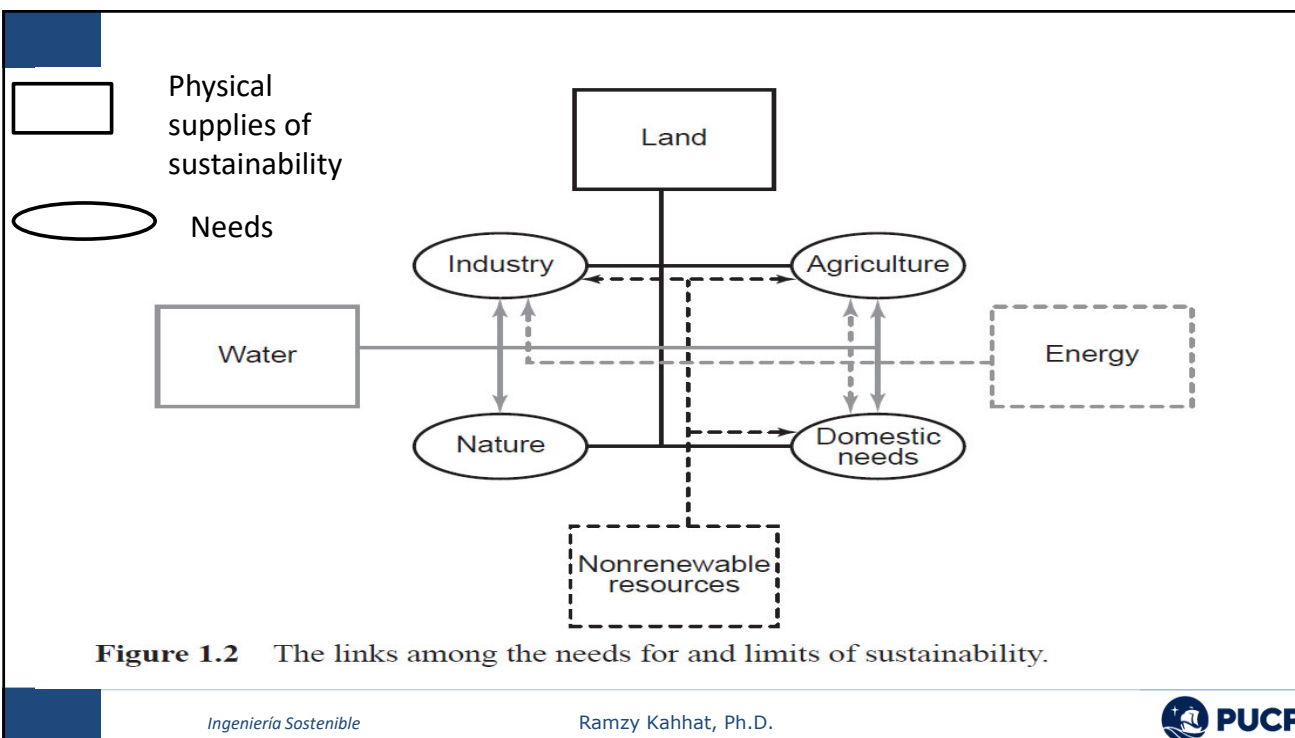 Physical
supplies of
sustainability
Needs
Land
Industry
Agriculture
Water
Energy
Nature
Domestic
needs
Nonrenewable
resources
Figure 1.2 The links among the needs for and limits of sustainability.
Ingeniería Sostenible
Ramzy Kahhat, Ph.D.
PUCP